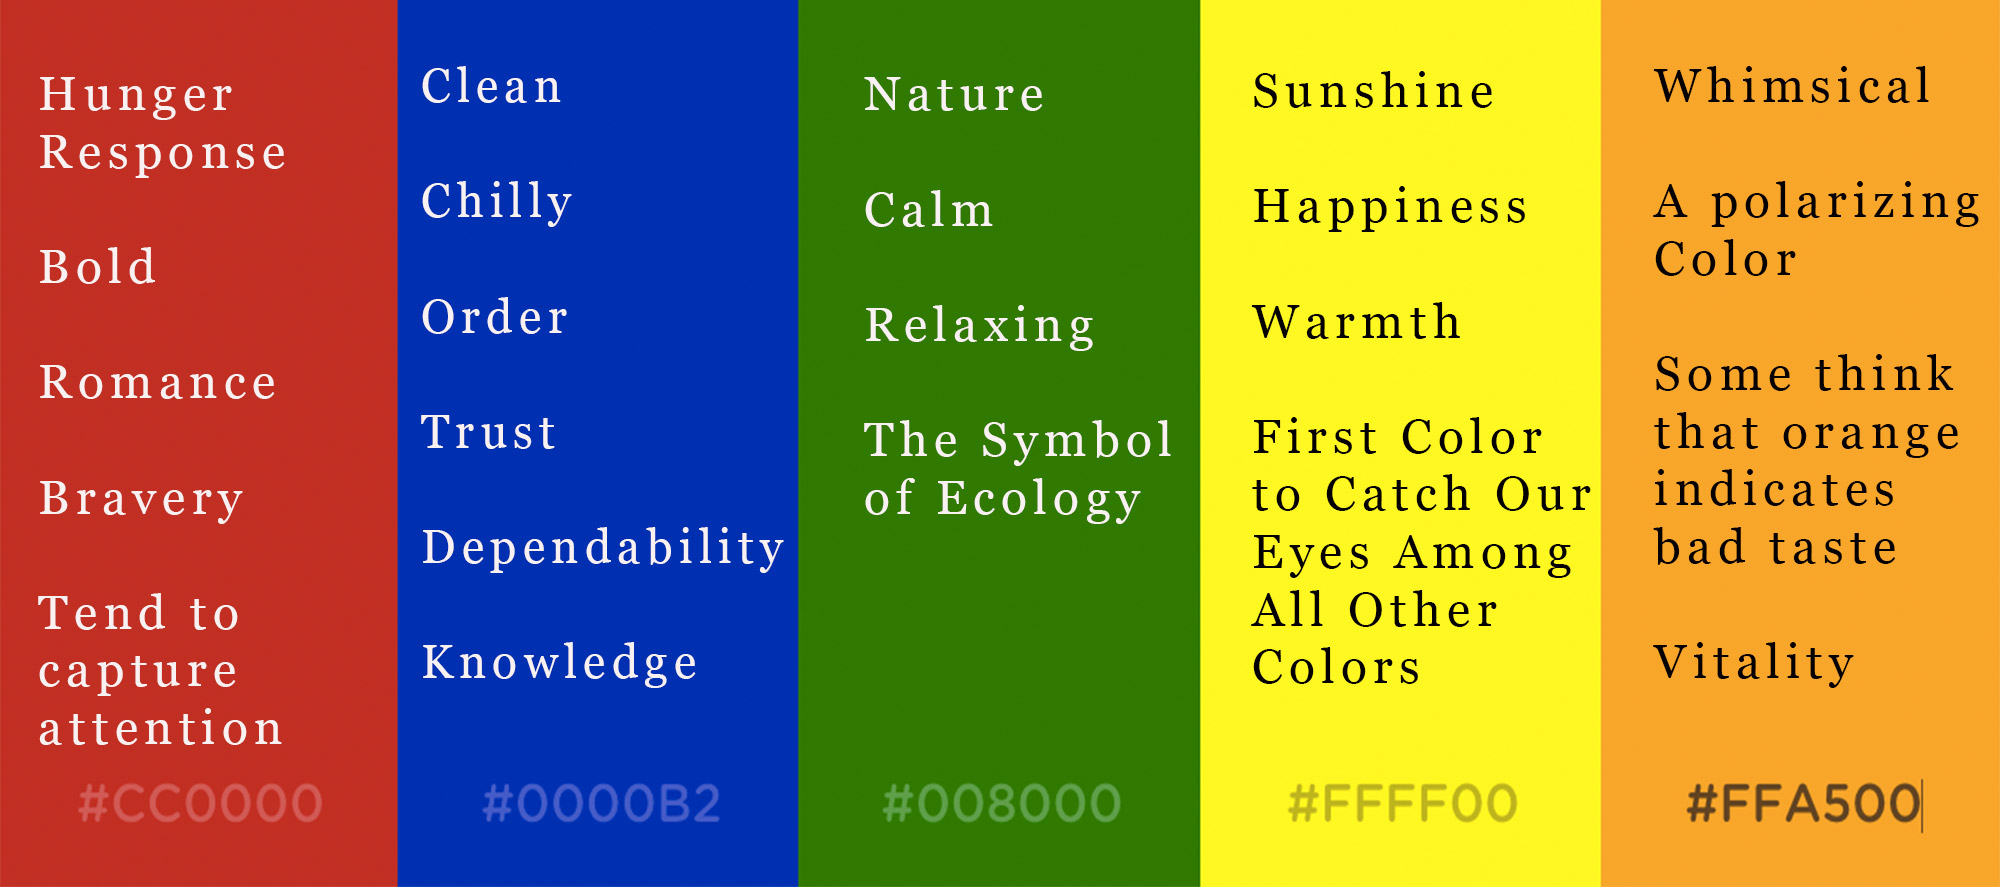 Hunger
Response
Bold
Romance
Bravery
Tend to
capture
attention
#CC0000
Clean
Chilly
Order
Trust
Dependability
Knowledge
#0000B2
Nature
Calm
Relaxing
The Symbol
of Ecology
#008000
Sunshine
Happiness
Warmth
First Color
to Catch Our
Eyes Among
All Other
Colors
#FFFF00
Whimsical
A polarizing
Color
Some think
that orange
indicates
bad taste
Vitality
#FFA500